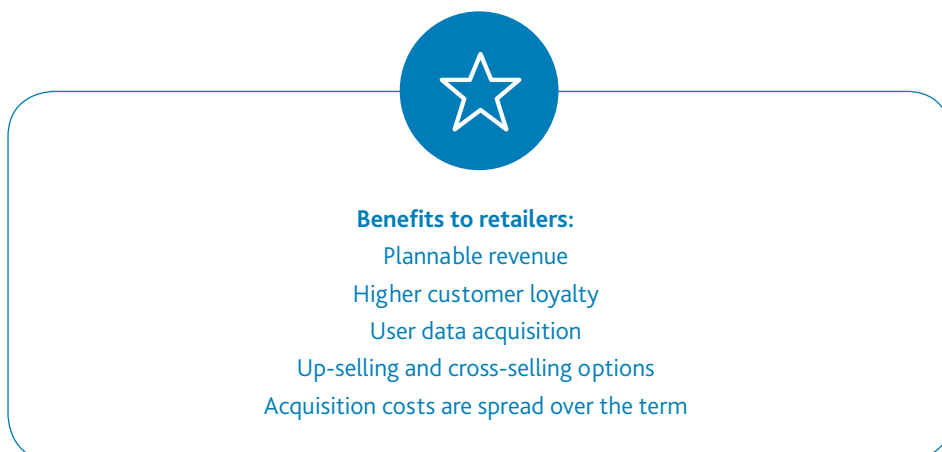 Benefits to retailers:
Plannable revenue
Higher customer loyalty
User data acquisition
Up-selling and cross-selling options
Acquisition costs are spread over the term